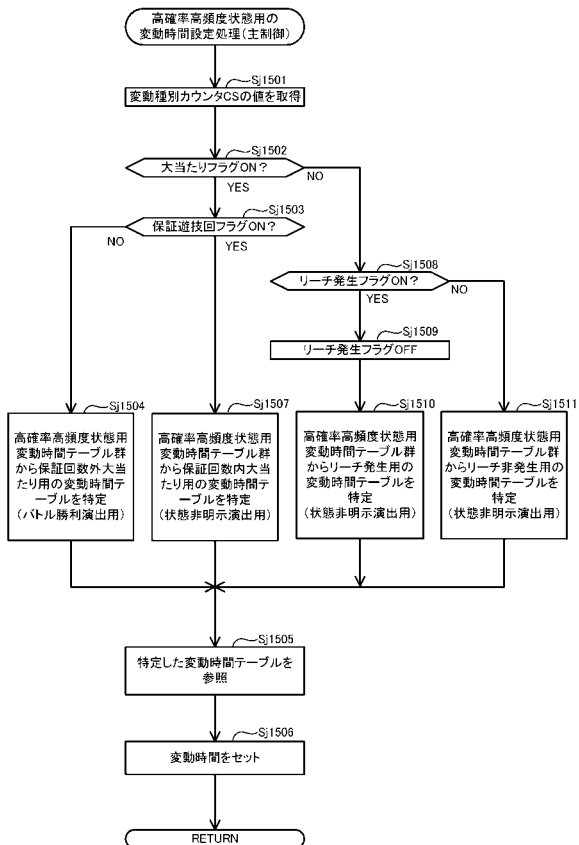 高確率高頻度状態用の
変動時間設定処理(主制御)
Sj1501
変動種別カウンタCSの値を取得
Sj1502
大当たりフラグON?
NO
YES
Sj1503
保証遊技回フラグON?
NO
YES
Sj1508
リーチ発生フラグON?
YES
NO
Sj1509
リーチ発生フラグOFF
Sj1504
高確率高頻度状態用
変動時間テーブル群
から保証回数外大当
たり用の変動時間テ
ーブルを特定
(バトル勝利演出用)
Sj1507
高確率高頻度状態用
変動時間テーブル群
から保証回数内大当
たり用の変動時間テ
ーブルを特定
(状態非明示演出用)
Sj1510
高確率高頻度状態用
変動時間テーブル群
からリーチ発生用の
変動時間テーブルを
特定
(状態非明示演出用)
Sj1511
高確率高頻度状態用
変動時間テーブル群
からリーチ非発生用の
変動時間テーブルを
特定
(状態非明示演出用)
Sj1505
特定した変動時間テーブルを
参照
Sj1506
変動時間をセット
RETURN